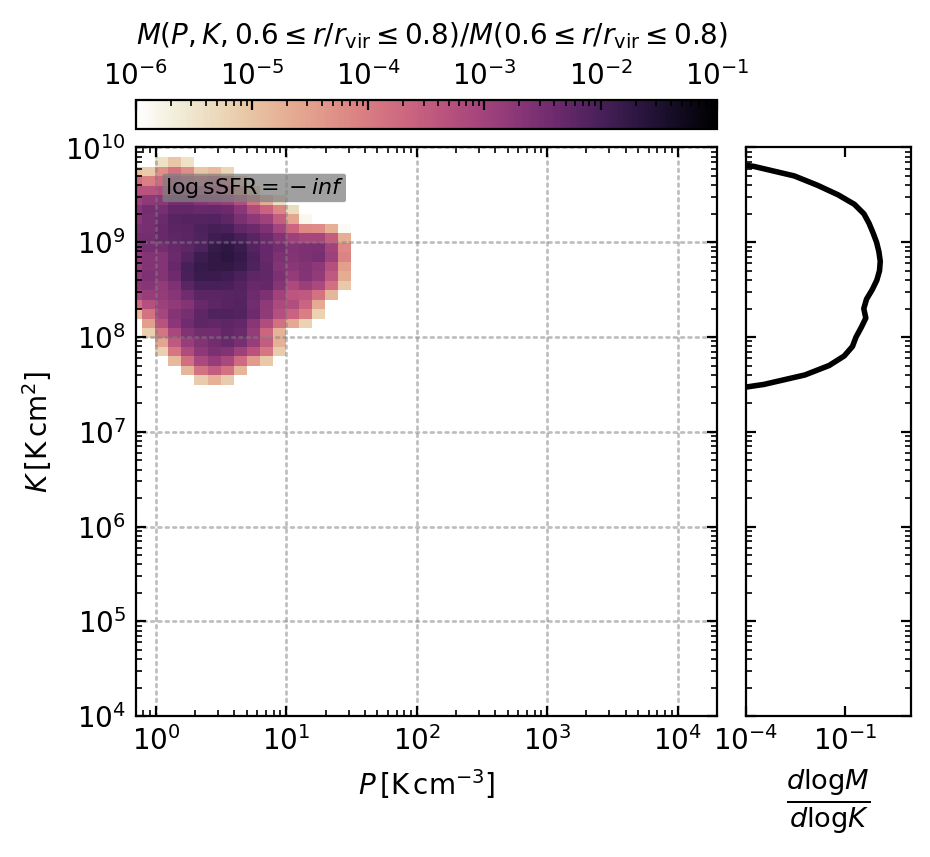 M(P, K, 0.6 ≤ r/r_vir ≤ 0.8)/M(0.6 ≤ r/r_vir ≤ 0.8)
10^−6 10^−5 10^−4 10^−3 10^−2 10^−1
10^10
log sSFR = −inf
10^9
10^8
10^7
10^6
10^5
10^4
K [K cm^2]
10^0 10^1 10^2 10^3 10^4
P [K cm^−3]
10^−4 10^−1
dlogM
dlogK